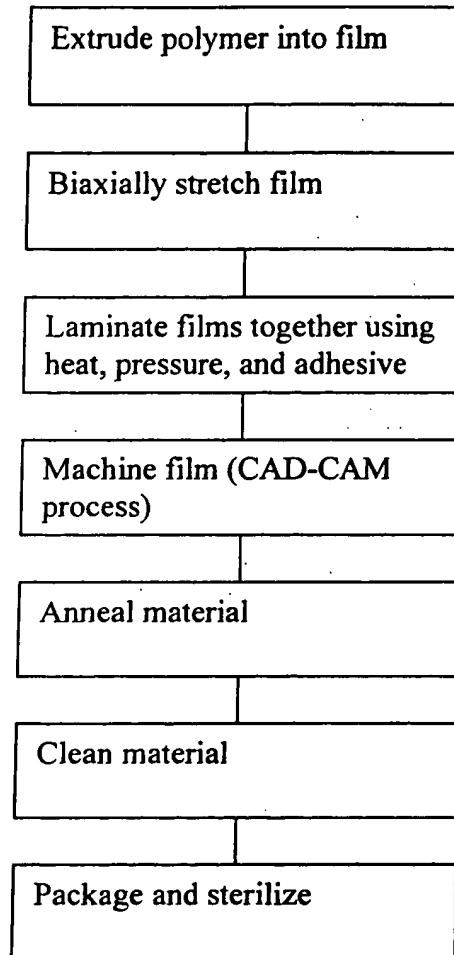 Extrude polymer into film
Biaxially stretch film
Laminate films together using
heat, pressure, and adhesive
Machine film (CAD-CAM
process)
Anneal material
Clean material
Package and sterilize